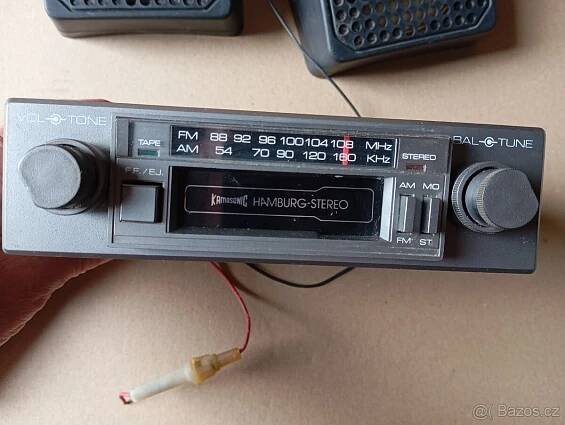 VOL TONE
TAPE
FM 88 92 96 100 104 108 MHz
AM 54 70 90 120 160 KHz
STEREO
BAL TUNE
F.F./EJ.
KAMOSONIC HAMBURG-STEREO
AM MO
FM ST
Bazos.cz